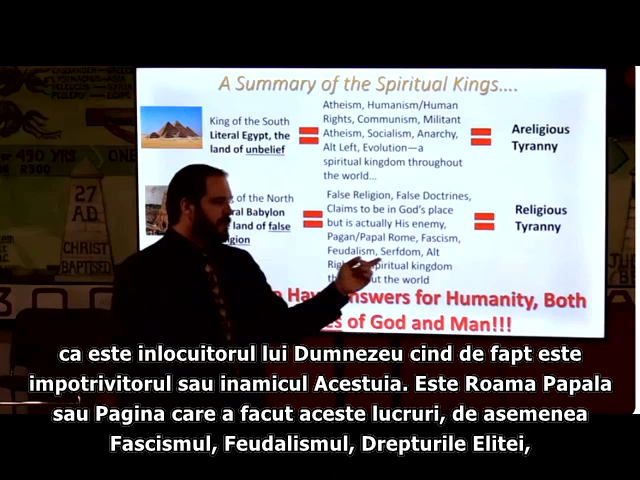 A Summary of the Spiritual Kings....
King of the South
Literal Egypt, the
land of unbelief
=
Atheism, Humanism/Human
Rights, Communism, Militant
Atheism, Socialism, Anarchy,
Alt Left, Evolution—a
spiritual kingdom throughout
the world...
=
Areligious
Tyranny
of the North
Babylon
land of false
=
False Religion, False Doctrines,
Claims to be in God's place
but is actually His enemy,
Pagan/Papal Rome, Fascism,
Feudalism, Serfdom, Alt
spiritual kingdom
the world
=
Religious
Tyranny
Answers for Humanity, Both
of God and Man!!!
490 YRS
ONE
27
AD
CHRIST
BAPTISED
ca este inlocuitorul lui Dumnezeu cind de fapt este
impotrivitorul sau inamicul Acestuia. Este Roama Papala
sau Pagina care a facut aceste lucruri, de asemenea
Fascismul, Feudalismul, Drepturile Elitei,